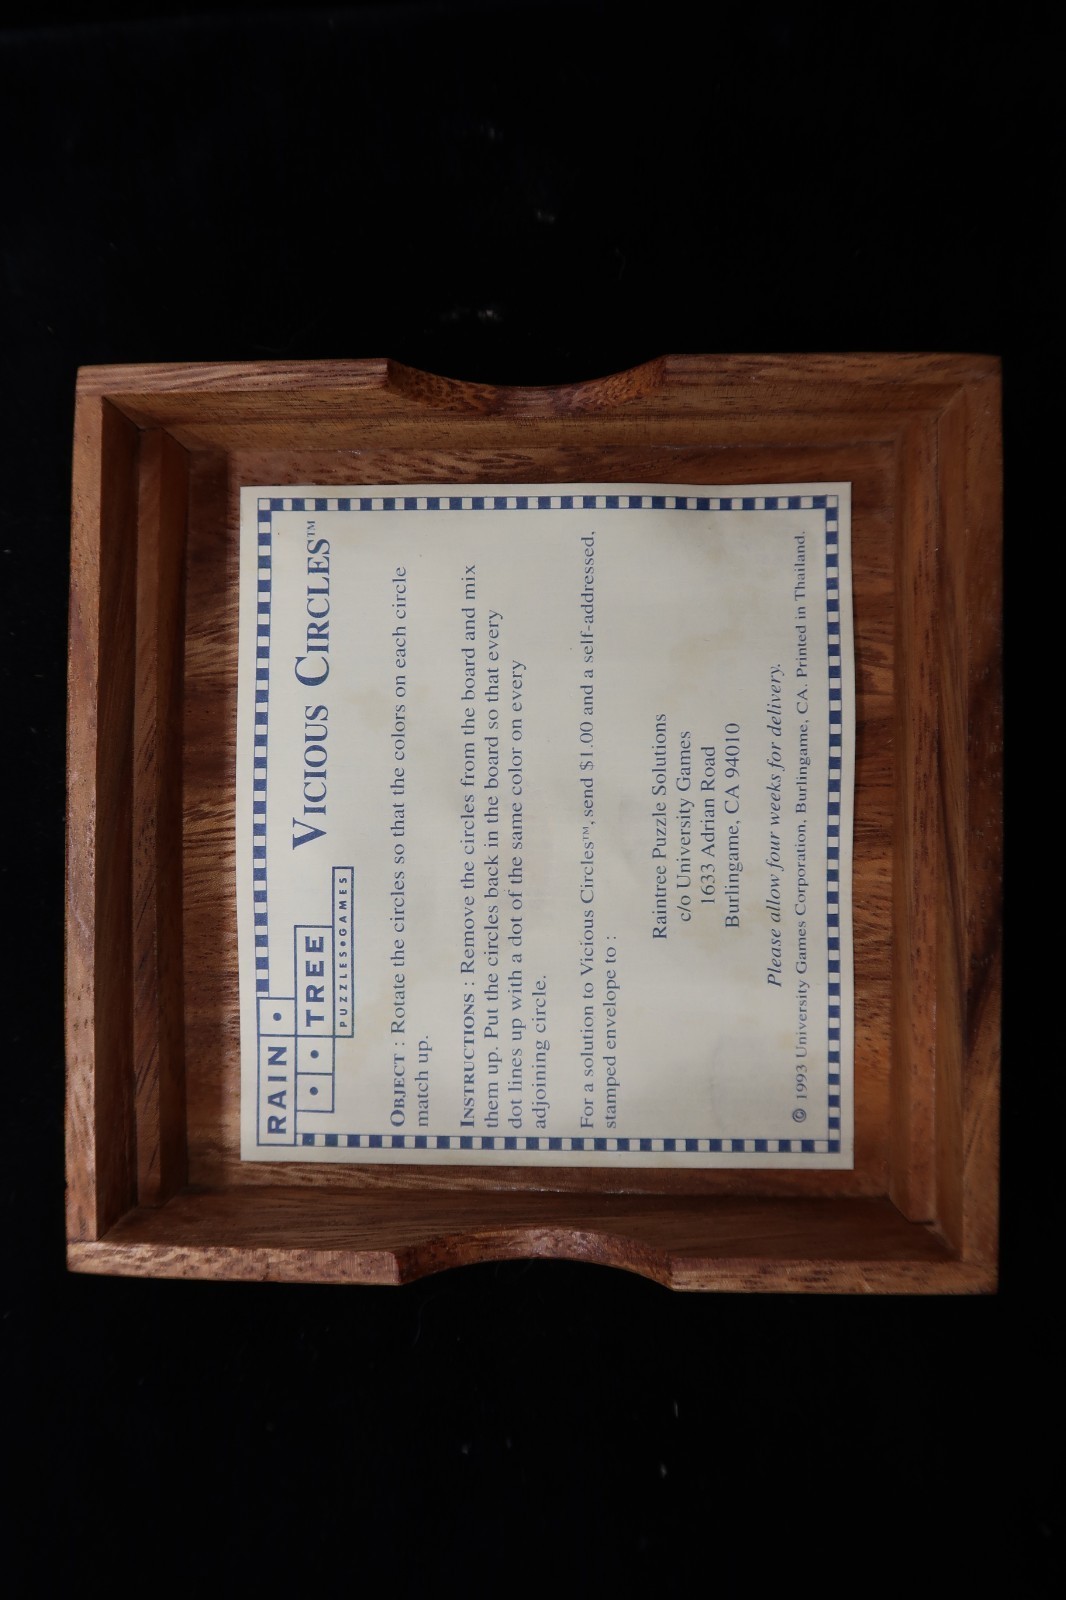 RAIN
TREE
PUZZLES•GAMES
VICIOUS CIRCLES™
OBJECT : Rotate the circles so that the colors on each circle
match up.
INSTRUCTIONS : Remove the circles from the board and mix
them up. Put the circles back in the board so that every
dot lines up with a dot of the same color on every
adjoining circle.
For a solution to Vicious Circles™, send $1.00 and a self-addressed,
stamped envelope to :
Raintree Puzzle Solutions
c/o University Games
1633 Adrian Road
Burlingame, CA 94010
Please allow four weeks for delivery.
© 1993 University Games Corporation, Burlingame, CA. Printed in Thailand.